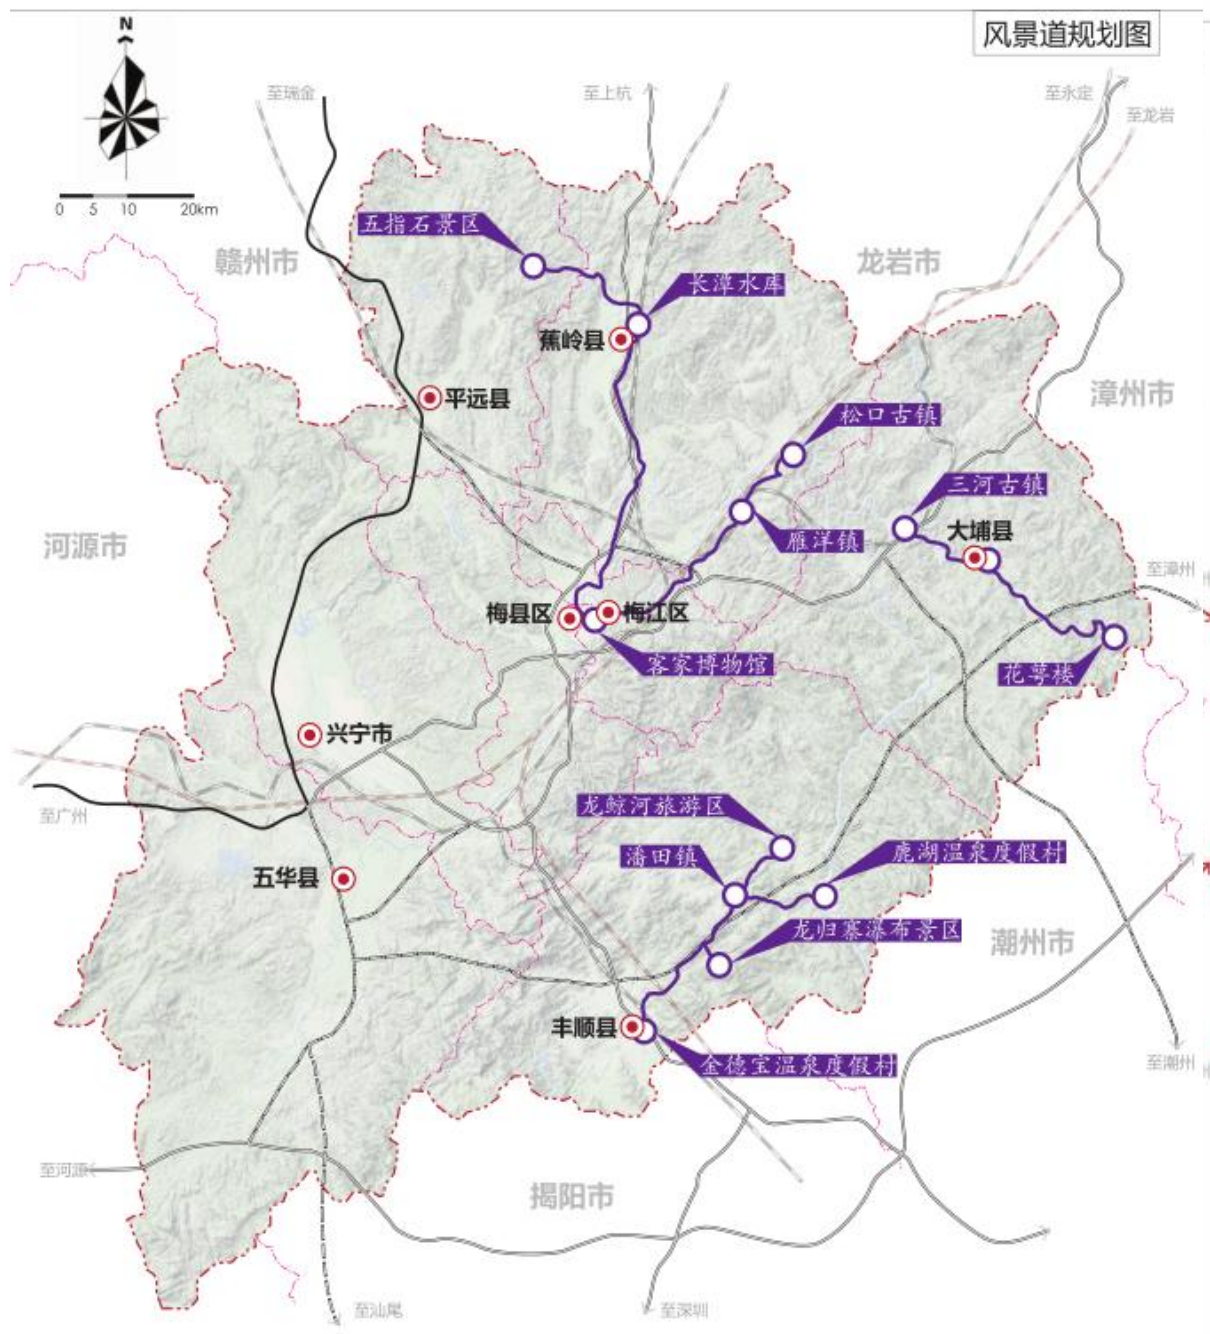 风景道规划图
N
0 5 10 20km
至瑞金
至上杭
至永定
至龙岩
五指石景区
赣州市
龙岩市
长潭水库
蕉岭县
平远县
漳州市
松口古镇
三河古镇
大埔县
河源市
雁洋镇
至漳州
梅县区
梅江区
客家博物馆
花萼楼
兴宁市
至广州
龙鲸河旅游区
潘田镇
鹿湖温泉度假村
五华县
龙归寨瀑布景区
潮州市
丰顺县
金德宝温泉度假村
至潮州
至河源
揭阳市
至汕尾
至深圳